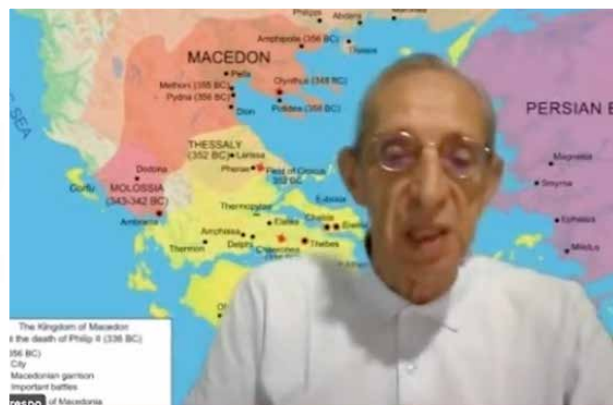 Philippi
Abdera
Amphipolis (356 BC)
Thasos
MACEDON
Pella
Methoni (355 BC)
Olynthus (348 BC)
Pydna (356 BC)
Potidea (356 BC)
Dion
PERSIAN E
SEA
THESSALY
(352 BC)
Larissa
Dodona
Pherae
Field of Crocus
352 BC
Corfu
MOLOSSIA
(343-342 BC)
Magnesia
Smyrna
Ambracia
Thermopylae
Euboea
Elatea
Chalcis
Amphissa
Ephesus
Thermon
Delphi
Chaeronea
Thebes
Miletus
The Kingdom of Macedon
t the death of Philip II (336 BC)
356 BC)
City
Macedonian garrison
Important battles
respo
of Macedonia